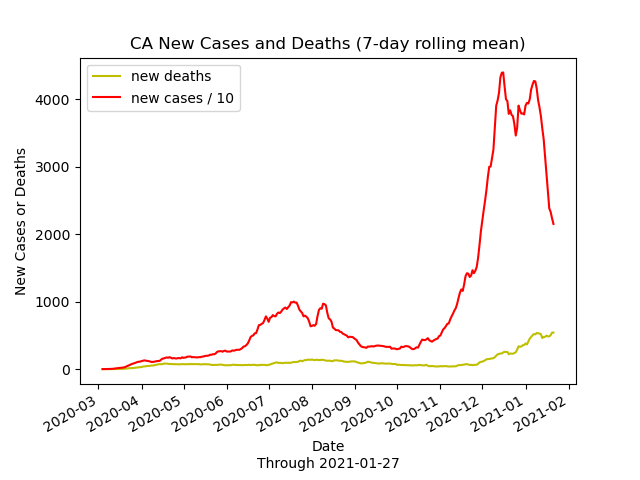 CA New Cases and Deaths (7-day rolling mean)
new deaths
new cases / 10
4000
3000
2000
1000
0
New Cases or Deaths
2020-03
2020-04
2020-05
2020-06
2020-07
2020-08
2020-09
2020-10
2020-11
2020-12
2021-01
2021-02
Date
Through 2021-01-27